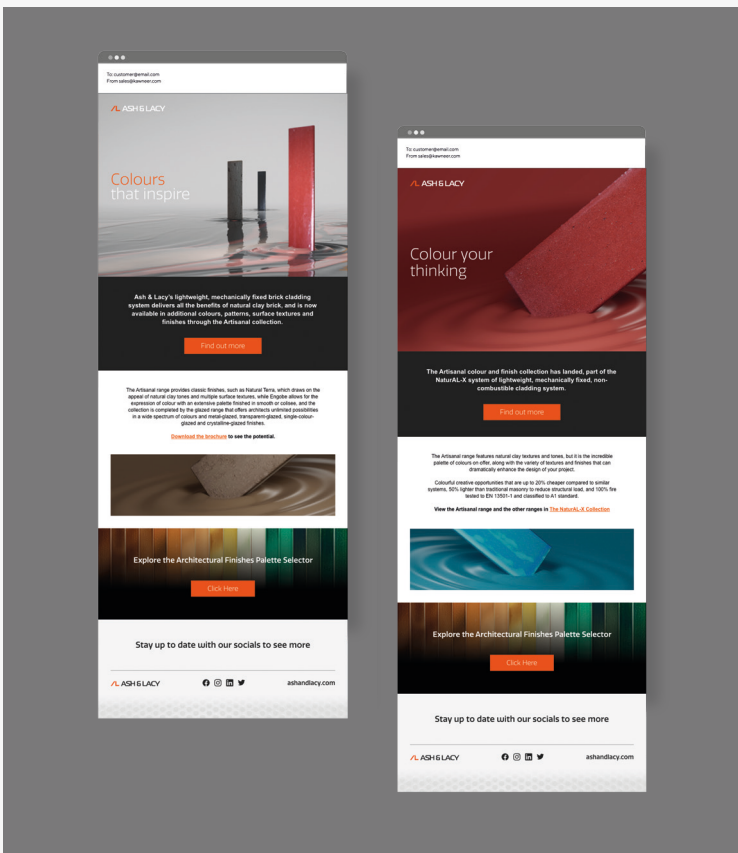 To: customer@email.com
From sales@kawneer.com
ASH & LACY
Colours
that inspire
Ash & Lacy's lightweight, mechanically fixed brick cladding
system delivers all the benefits of natural clay brick, and is now
available in additional colours, patterns, surface textures and
finishes through the Artisanal collection.
Find out more
The Artisanal range provides classic finishes, such as Natural Terra, which draws on the
appeal of natural clay tones and multiple surface textures, while Engobe allows for the
expression of colour with an extensive palette finished in smooth or collsee, and the
collection is completed by the glazed range that offers architects unlimited possibilities
in a wide spectrum of colours and metal-glazed, transparent-glazed, single-colour-
glazed and crystalline-glazed finishes.
Download the brochure to see the potential.
Explore the Architectural Finishes Palette Selector
Click Here
Stay up to date with our socials to see more
ASH & LACY
ashandlacy.com
To: customer@email.com
From sales@kawneer.com
ASH & LACY
Colour your
thinking
The Artisanal colour and finish collection has landed, part of the
NaturAL-X system of lightweight, mechanically fixed, non-
combustible cladding system.
Find out more
The Artisanal range features natural clay textures and tones, but it is the incredible
palette of colours on offer, along with the variety of textures and finishes that can
dramatically enhance the design of your project.
Colourful creative opportunities that are up to 20% cheaper compared to similar
systems, 50% lighter than traditional masonry to reduce structural load, and 100% fire
tested to EN 13501-1 and classified to A1 standard.
View the Artisanal range and the other ranges in The NaturAL-X Collection
Explore the Architectural Finishes Palette Selector
Click Here
Stay up to date with our socials to see more
ASH & LACY
ashandlacy.com